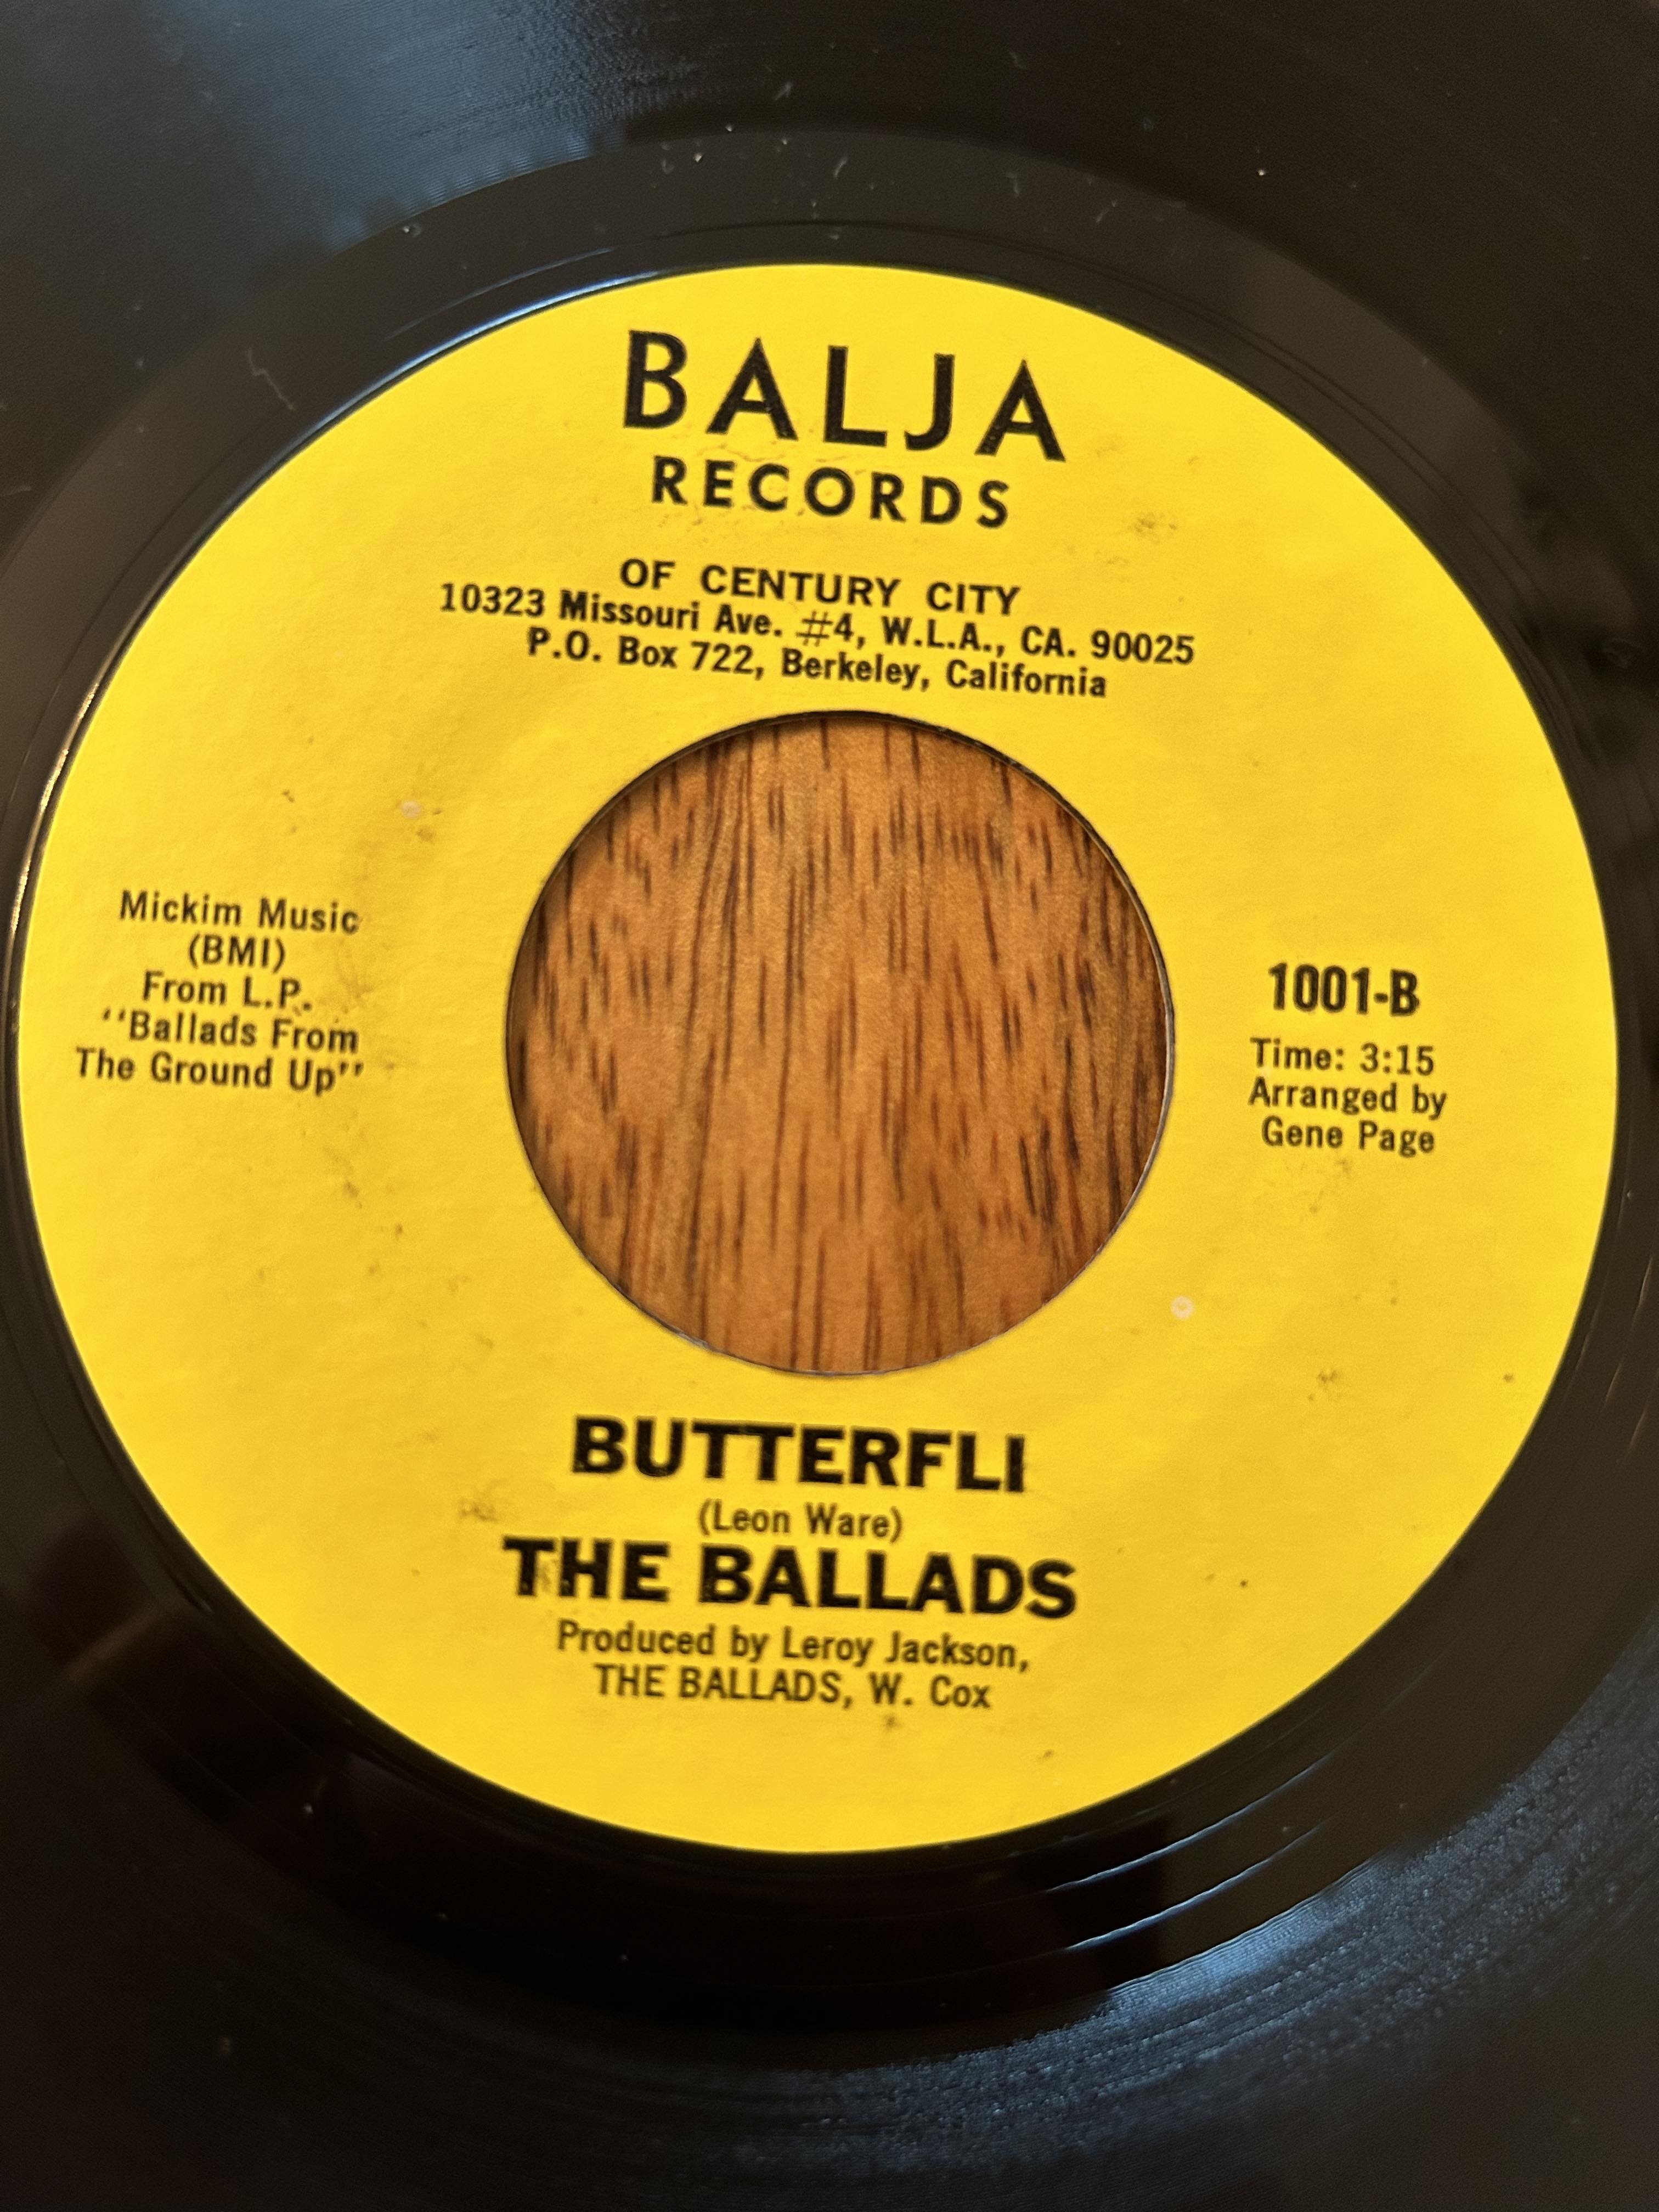 BALJA
RECORDS
OF CENTURY CITY
10323 Missouri Ave. #4, W.L.A., CA. 90025
P.O. Box 722, Berkeley, California
Mickim Music
(BMI)
From L.P.
"Ballads From
The Ground Up"
1001-B
Time: 3:15
Arranged by
Gene Page
BUTTERFLI
(Leon Ware)
THE BALLADS
Produced by Leroy Jackson,
THE BALLADS, W. Cox